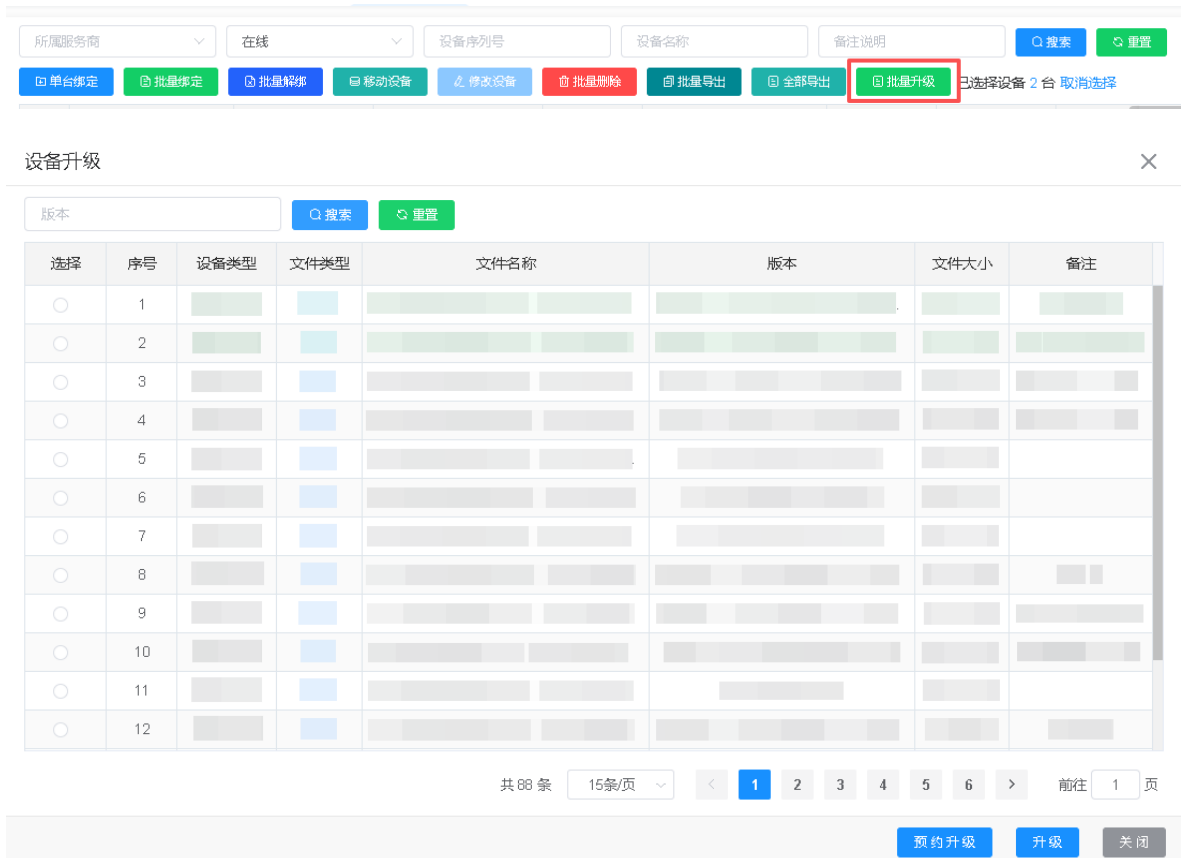 所属服务商 在线 设备序列号 设备名称 备注说明 搜索 重置
单台绑定 批量绑定 批量解绑 移动设备 修改设备 批量删除 批量导出 全部导出 批量升级 已选择设备 2 台 取消选择
设备升级
版本 搜索 重置
选择 序号 设备类型 文件类型 文件名称 版本 文件大小 备注
1
2
3
4
5
6
7
8
9
10
11
12
共 88 条 15条/页 1 2 3 4 5 6 前往 1 页
预约升级 升级 关闭